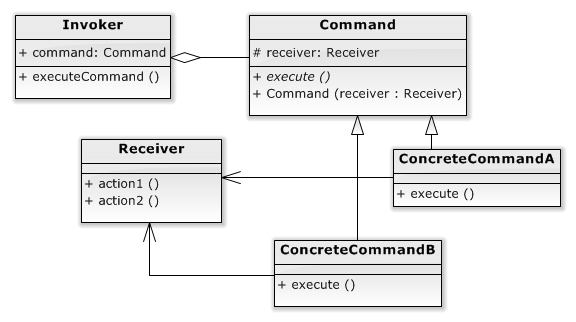 Invoker
+ command: Command
+ executeCommand ()
Command
# receiver: Receiver
+ execute ()
+ Command (receiver : Receiver)
Receiver
+ action1 ()
+ action2 ()
ConcreteCommandA
+ execute ()
ConcreteCommandB
+ execute ()